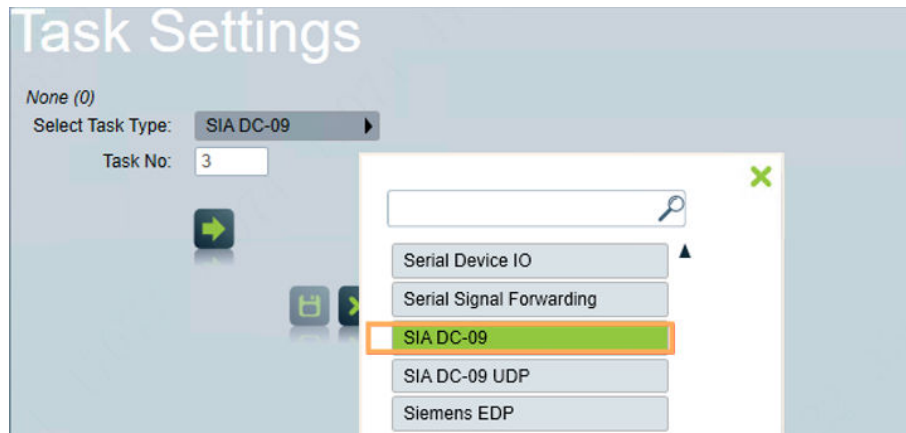 Task Settings
None (0)
Select Task Type: SIA DC-09
Task No: 3
Serial Device IO
Serial Signal Forwarding
SIA DC-09
SIA DC-09 UDP
Siemens EDP